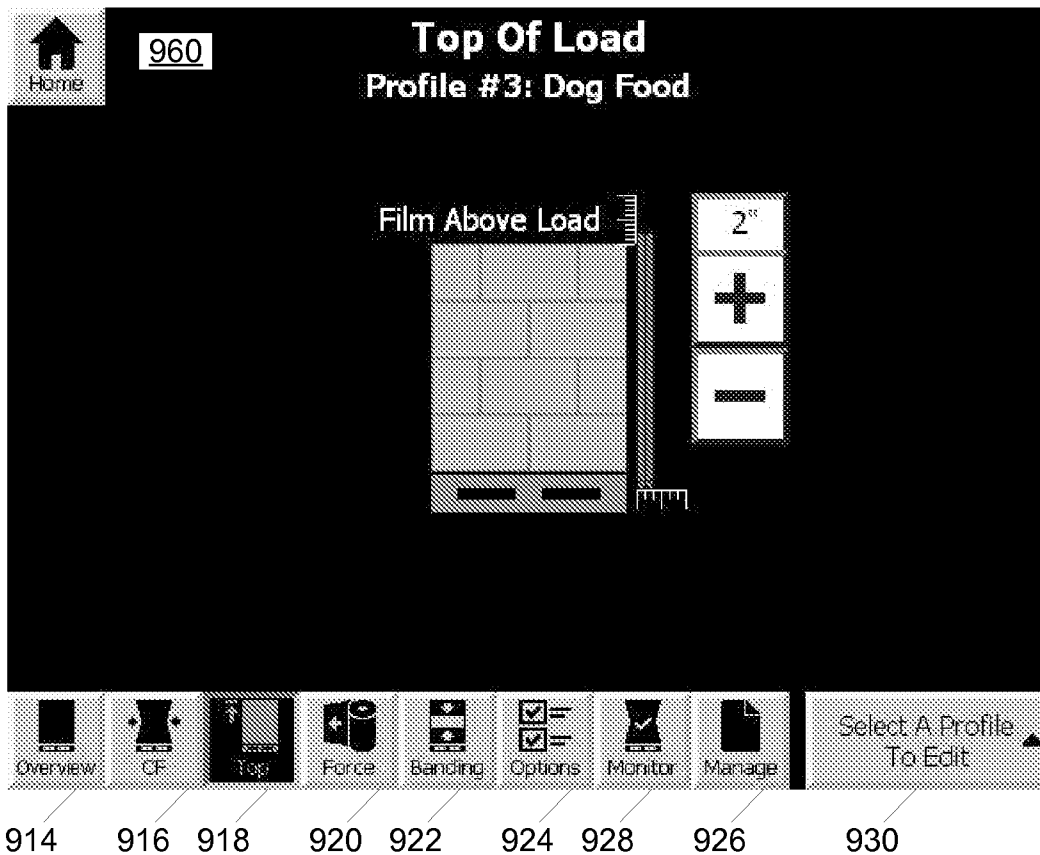 Home
960
Top Of Load
Profile #3: Dog Food
Film Above Load
2"
Overview
CF
Top
Force
Banding
Options
Monitor
Manage
Select A Profile
To Edit
914 916 918 920 922 924 928 926 930